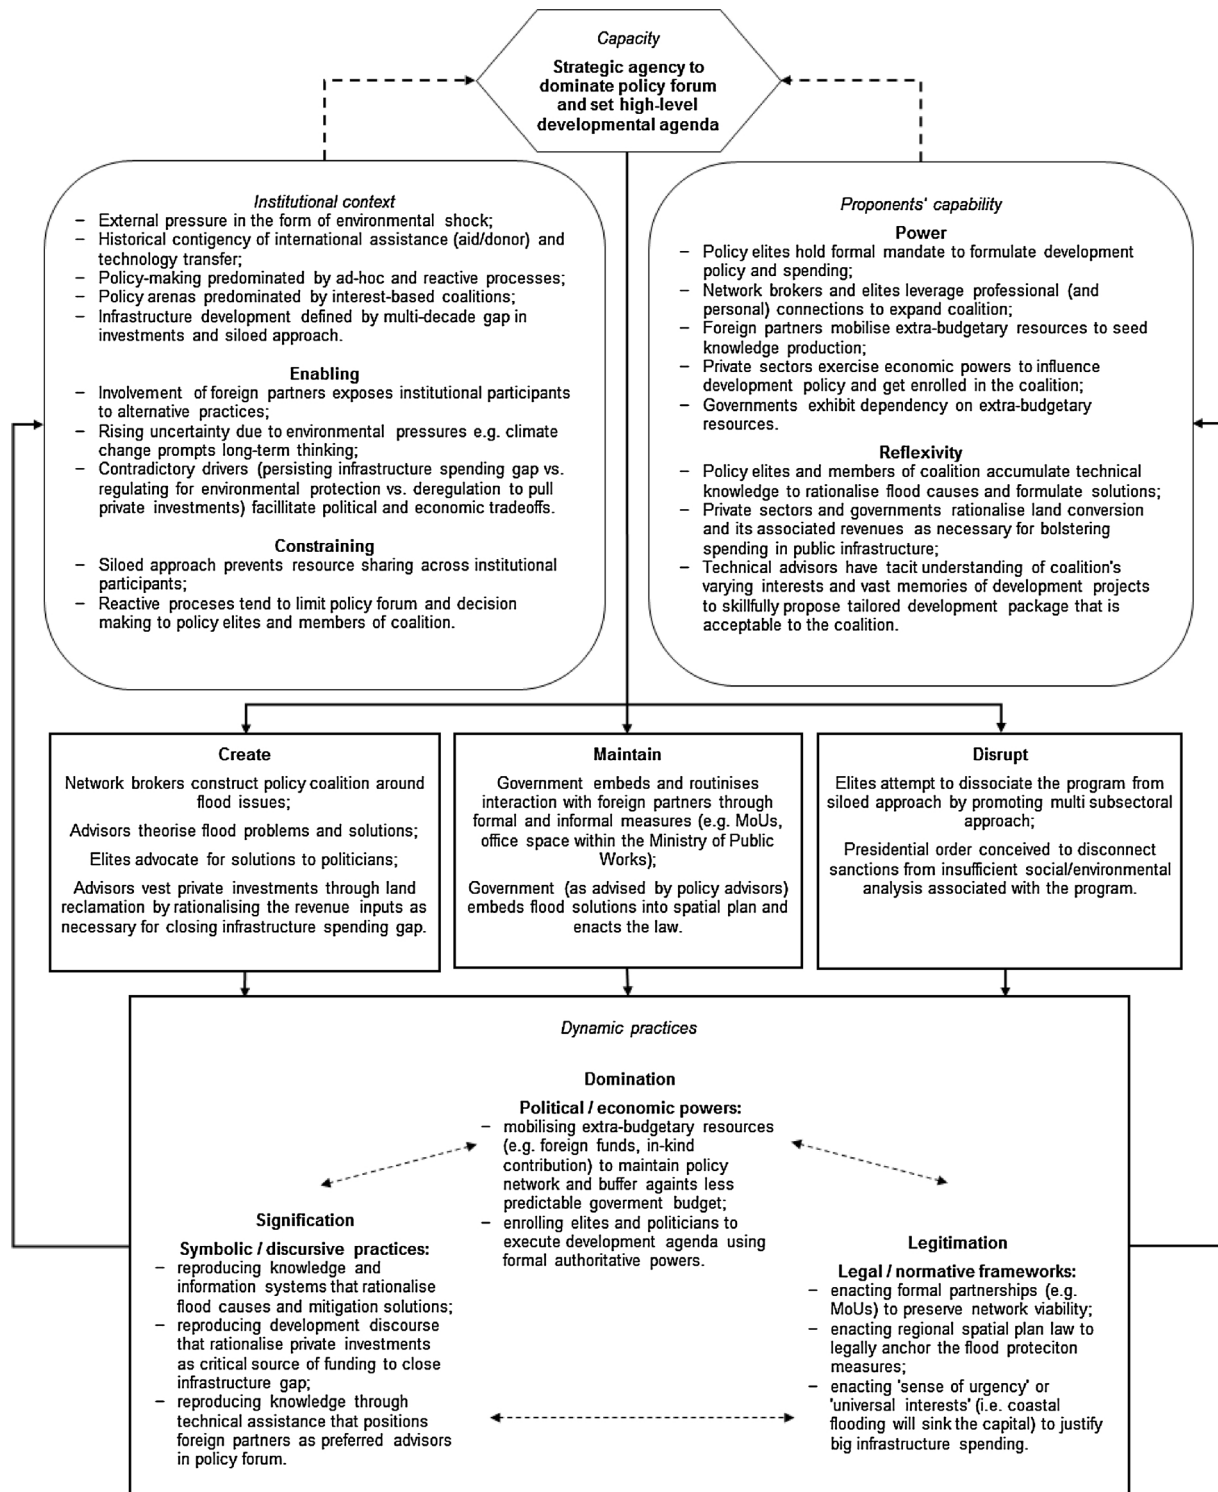 Capacity
Strategic agency to
dominate policy forum
and set high-level
developmental agenda
Institutional context
– External pressure in the form of environmental shock;
– Historical contigency of international assistance (aid/donor) and
technology transfer;
– Policy-making predominated by ad-hoc and reactive processes;
– Policy arenas predominated by interest-based coalitions;
– Infrastructure development defined by multi-decade gap in
investments and siloed approach.
Enabling
– Involvement of foreign partners exposes institutional participants
to alternative practices;
– Rising uncertainty due to environmental pressures e.g. climate
change prompts long-term thinking;
– Contradictory drivers (persisting infrastructure spending gap vs.
regulating for environmental protection vs. deregulation to pull
private investments) facillitate political and economic tradeoffs.
Constraining
– Siloed approach prevents resource sharing across institutional
participants;
– Reactive proceses tend to limit policy forum and decision
making to policy elites and members of coalition.
Proponents' capability
Power
– Policy elites hold formal mandate to formulate development
policy and spending;
– Network brokers and elites leverage professional (and
personal) connections to expand coalition;
– Foreign partners mobilise extra-budgetary resources to seed
knowledge production;
– Private sectors exercise economic powers to influence
development policy and get enrolled in the coalition;
– Governments exhibit dependency on extra-budgetary
resources.
Reflexivity
– Policy elites and members of coalition accumulate technical
knowledge to rationalise flood causes and formulate solutions;
– Private sectors and governments rationalise land conversion
and its associated revenues as necessary for bolstering
spending in public infrastructure;
– Technical advisors have tacit understanding of coalition's
varying interests and vast memories of development projects
to skillfully propose tailored development package that is
acceptable to the coalition.
Create
Network brokers construct policy coalition around
flood issues;
Advisors theorise flood problems and solutions;
Elites advocate for solutions to politicians;
Advisors vest private investments through land
reclamation by rationalising the revenue inputs as
necessary for closing infrastructure spending gap.
Maintain
Government embeds and routinises
interaction with foreign partners through
formal and informal measures (e.g. MoUs,
office space within the Ministry of Public
Works);
Government (as advised by policy advisors)
embeds flood solutions into spatial plan and
enacts the law.
Disrupt
Elites attempt to dissociate the program from
siloed approach by promoting multi subsectoral
approach;
Presidential order conceived to disconnect
sanctions from insufficient social/environmental
analysis associated with the program.
Dynamic practices
Domination
Political / economic powers:
– mobilising extra-budgetary resources
(e.g. foreign funds, in-kind
contribution) to maintain policy
network and buffer againts less
predictable goverment budget;
– enrolling elites and politicians to
execute development agenda using
formal authoritative powers.
Signification
Symbolic / discursive practices:
– reproducing knowledge and
information systems that rationalise
flood causes and mitigation solutions;
– reproducing development discourse
that rationalise private investments
as critical source of funding to close
infrastructure gap;
– reproducing knowledge through
technical assistance that positions
foreign partners as preferred advisors
in policy forum.
Legitimation
Legal / normative frameworks:
– enacting formal partnerships (e.g.
MoUs) to preserve network viability;
– enacting regional spatial plan law to
legally anchor the flood proteciton
measures;
– enacting 'sense of urgency' or
'universal interests' (i.e. coastal
flooding will sink the capital) to justify
big infrastructure spending.